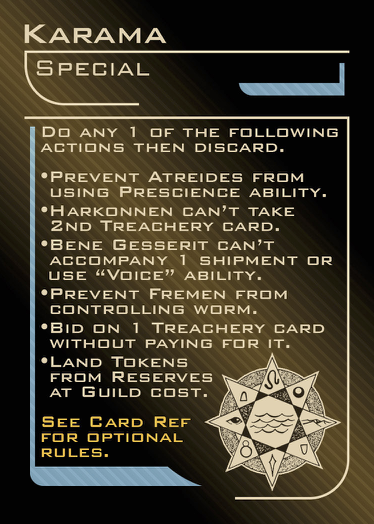 Karama
Special
Do any 1 of the following
actions then discard.
•Prevent Atreides from
using Prescience ability.
•Harkonnen can't take
2nd Treachery card.
•Bene Gesserit can't
accompany 1 shipment or
use "Voice" ability.
•Prevent Fremen from
controlling worm.
•Bid on 1 Treachery card
without paying for it.
•Land Tokens
from Reserves
at Guild cost.
See Card Ref
for optional
rules.